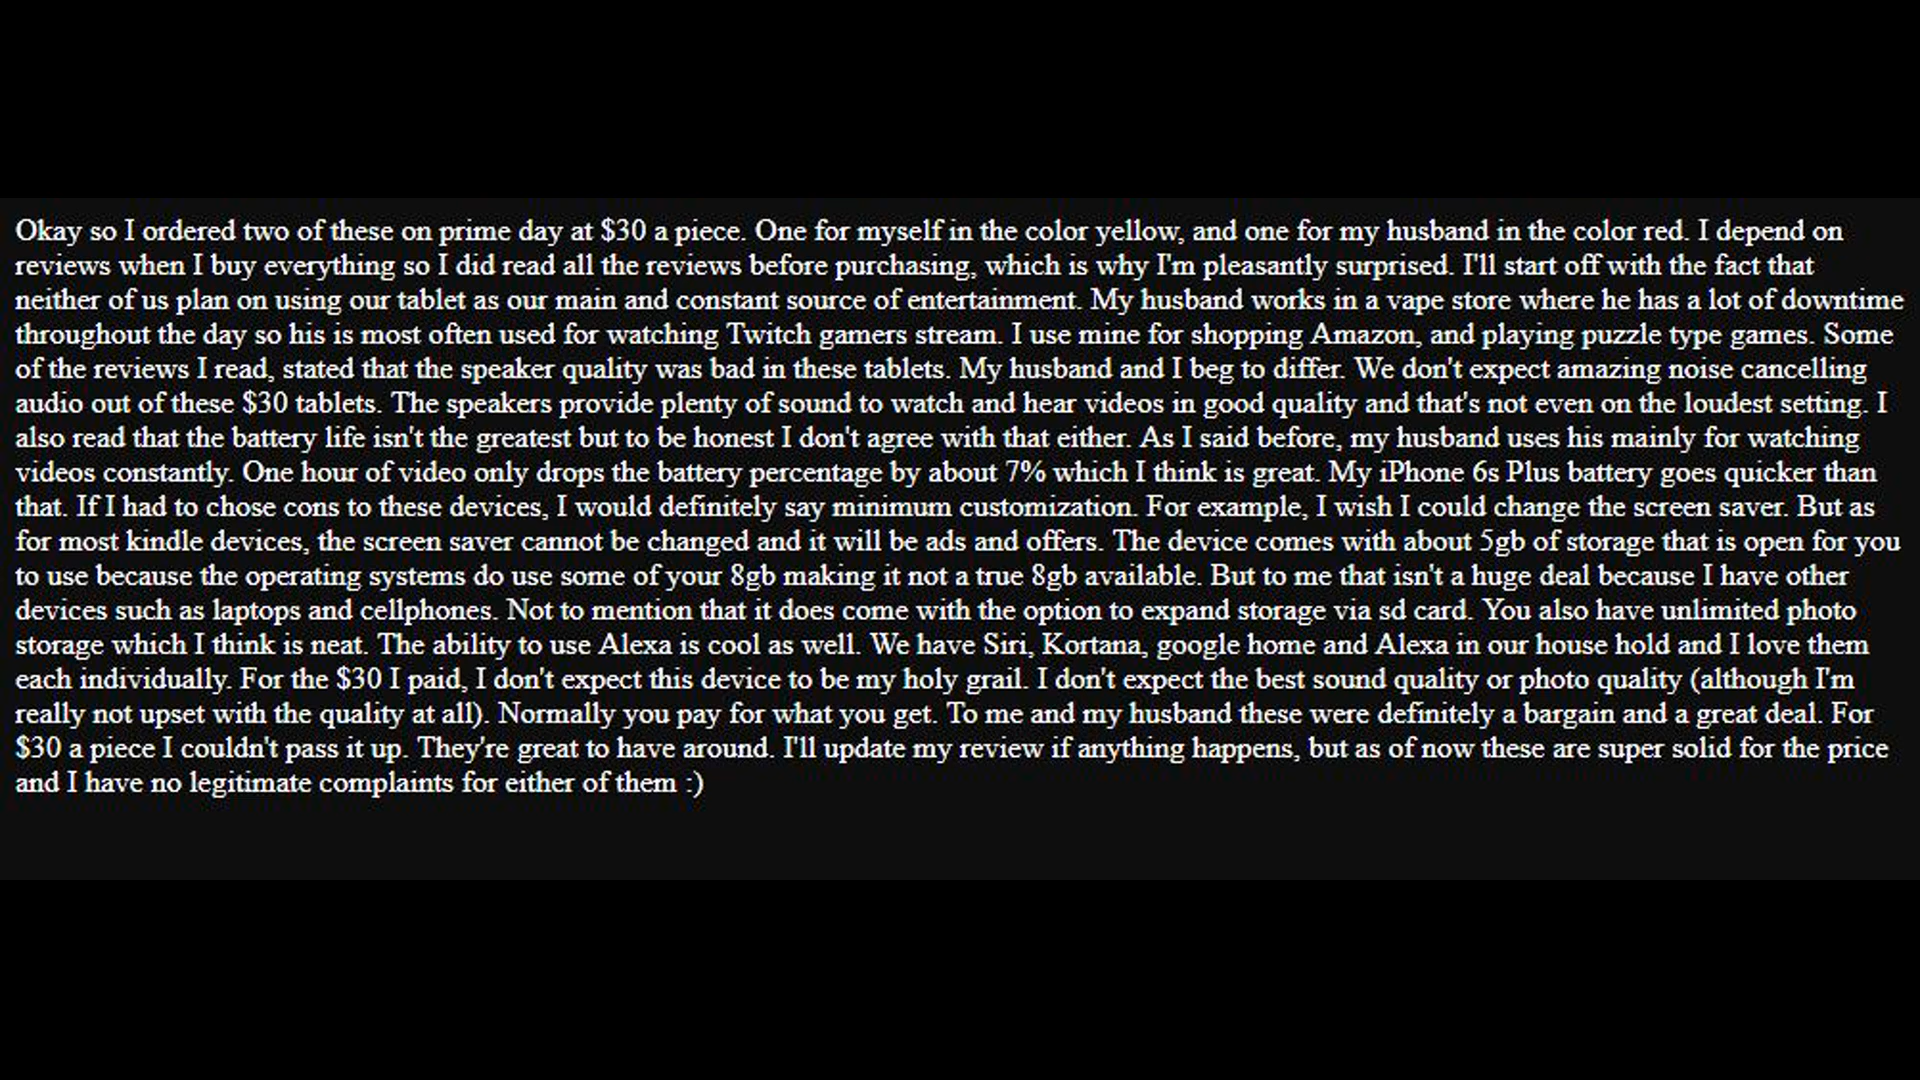 Okay so I ordered two of these on prime day at $30 a piece. One for myself in the color yellow, and one for my husband in the color red. I depend on
reviews when I buy everything so I did read all the reviews before purchasing, which is why I'm pleasantly surprised. I'll start off with the fact that
neither of us plan on using our tablet as our main and constant source of entertainment. My husband works in a vape store where he has a lot of downtime
throughout the day so his is most often used for watching Twitch gamers stream. I use mine for shopping Amazon, and playing puzzle type games. Some
of the reviews I read, stated that the speaker quality was bad in these tablets. My husband and I beg to differ. We don't expect amazing noise cancelling
audio out of these $30 tablets. The speakers provide plenty of sound to watch and hear videos in good quality and that's not even on the loudest setting. I
also read that the battery life isn't the greatest but to be honest I don't agree with that either. As I said before, my husband uses his mainly for watching
videos constantly. One hour of video only drops the battery percentage by about 7% which I think is great. My iPhone 6s Plus battery goes quicker than
that. If I had to chose cons to these devices, I would definitely say minimum customization. For example, I wish I could change the screen saver. But as
for most kindle devices, the screen saver cannot be changed and it will be ads and offers. The device comes with about 5gb of storage that is open for you
to use because the operating systems do use some of your 8gb making it not a true 8gb available. But to me that isn't a huge deal because I have other
devices such as laptops and cellphones. Not to mention that it does come with the option to expand storage via sd card. You also have unlimited photo
storage which I think is neat. The ability to use Alexa is cool as well. We have Siri, Kortana, google home and Alexa in our house hold and I love them
each individually. For the $30 I paid, I don't expect this device to be my holy grail. I don't expect the best sound quality or photo quality (although I'm
really not upset with the quality at all). Normally you pay for what you get. To me and my husband these were definitely a bargain and a great deal. For
$30 a piece I couldn't pass it up. They're great to have around. I'll update my review if anything happens, but as of now these are super solid for the price
and I have no legitimate complaints for either of them :)